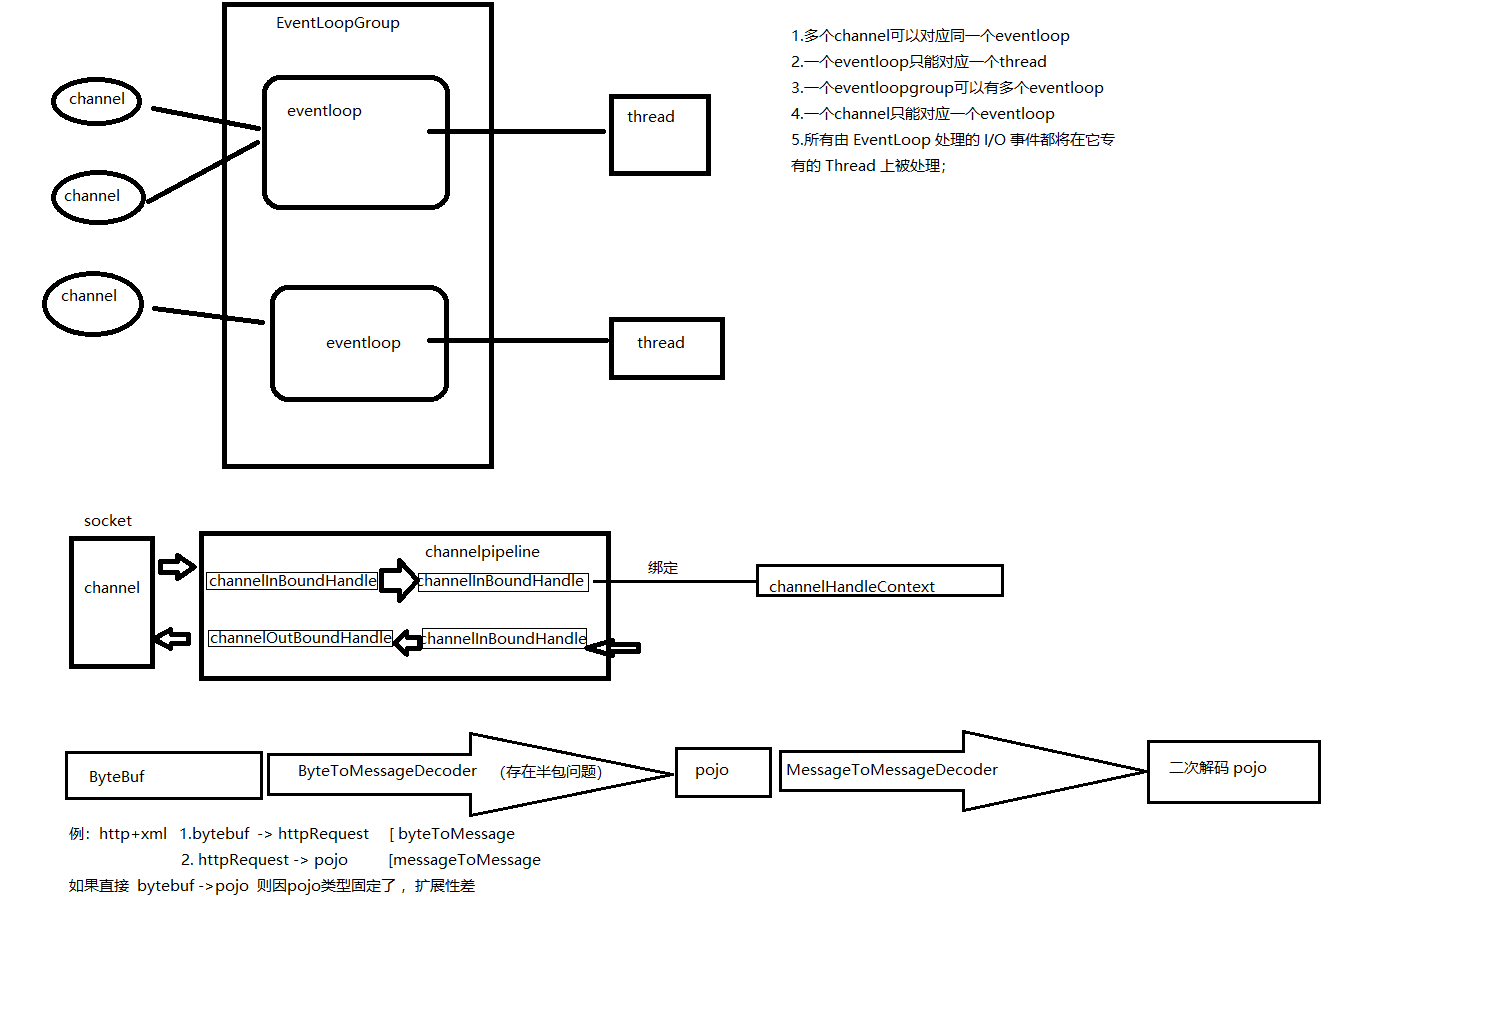 EventLoopGroup
channel
eventloop
thread
channel
channel
eventloop
thread
1.多个channel可以对应同一个eventloop
2.一个eventloop只能对应一个thread
3.一个eventloopgroup可以有多个eventloop
4.一个channel只能对应一个eventloop
5.所有由 EventLoop 处理的 I/O 事件都将在它专
有的 Thread 上被处理;
socket
channel
channelpipeline
channelInBoundHandle
channelInBoundHandle
绑定
channelHandleContext
channelOutBoundHandle
channelInBoundHandle
ByteBuf
ByteToMessageDecoder （存在半包问题）
pojo
MessageToMessageDecoder
二次解码 pojo
例：http+xml 1.bytebuf -> httpRequest [ byteToMessage
2. httpRequest -> pojo [messageToMessage
如果直接 bytebuf ->pojo 则因pojo类型固定了 ，扩展性差